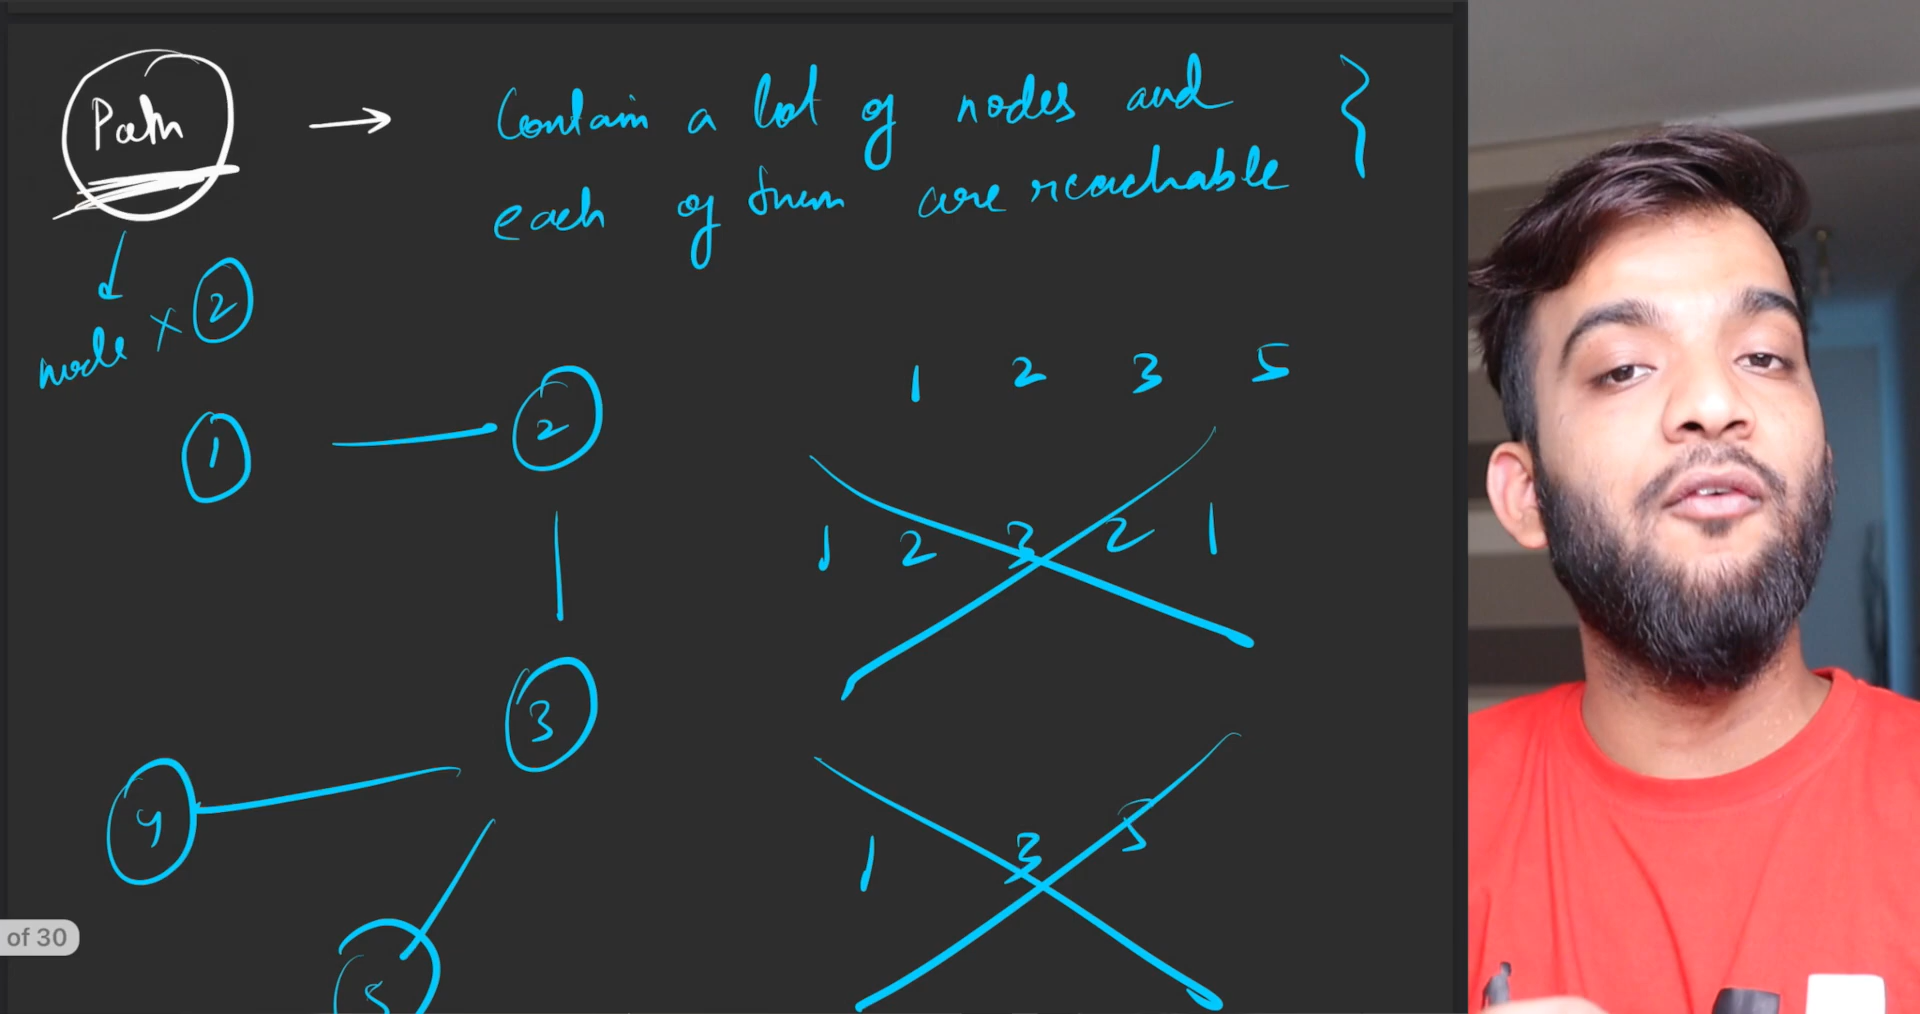 Path → Contain a lot of nodes and }
each of them are reachable
node × 2
1 2 3 5
1 2
1 2 3 2 1
3
4
1 3 5
5
of 30